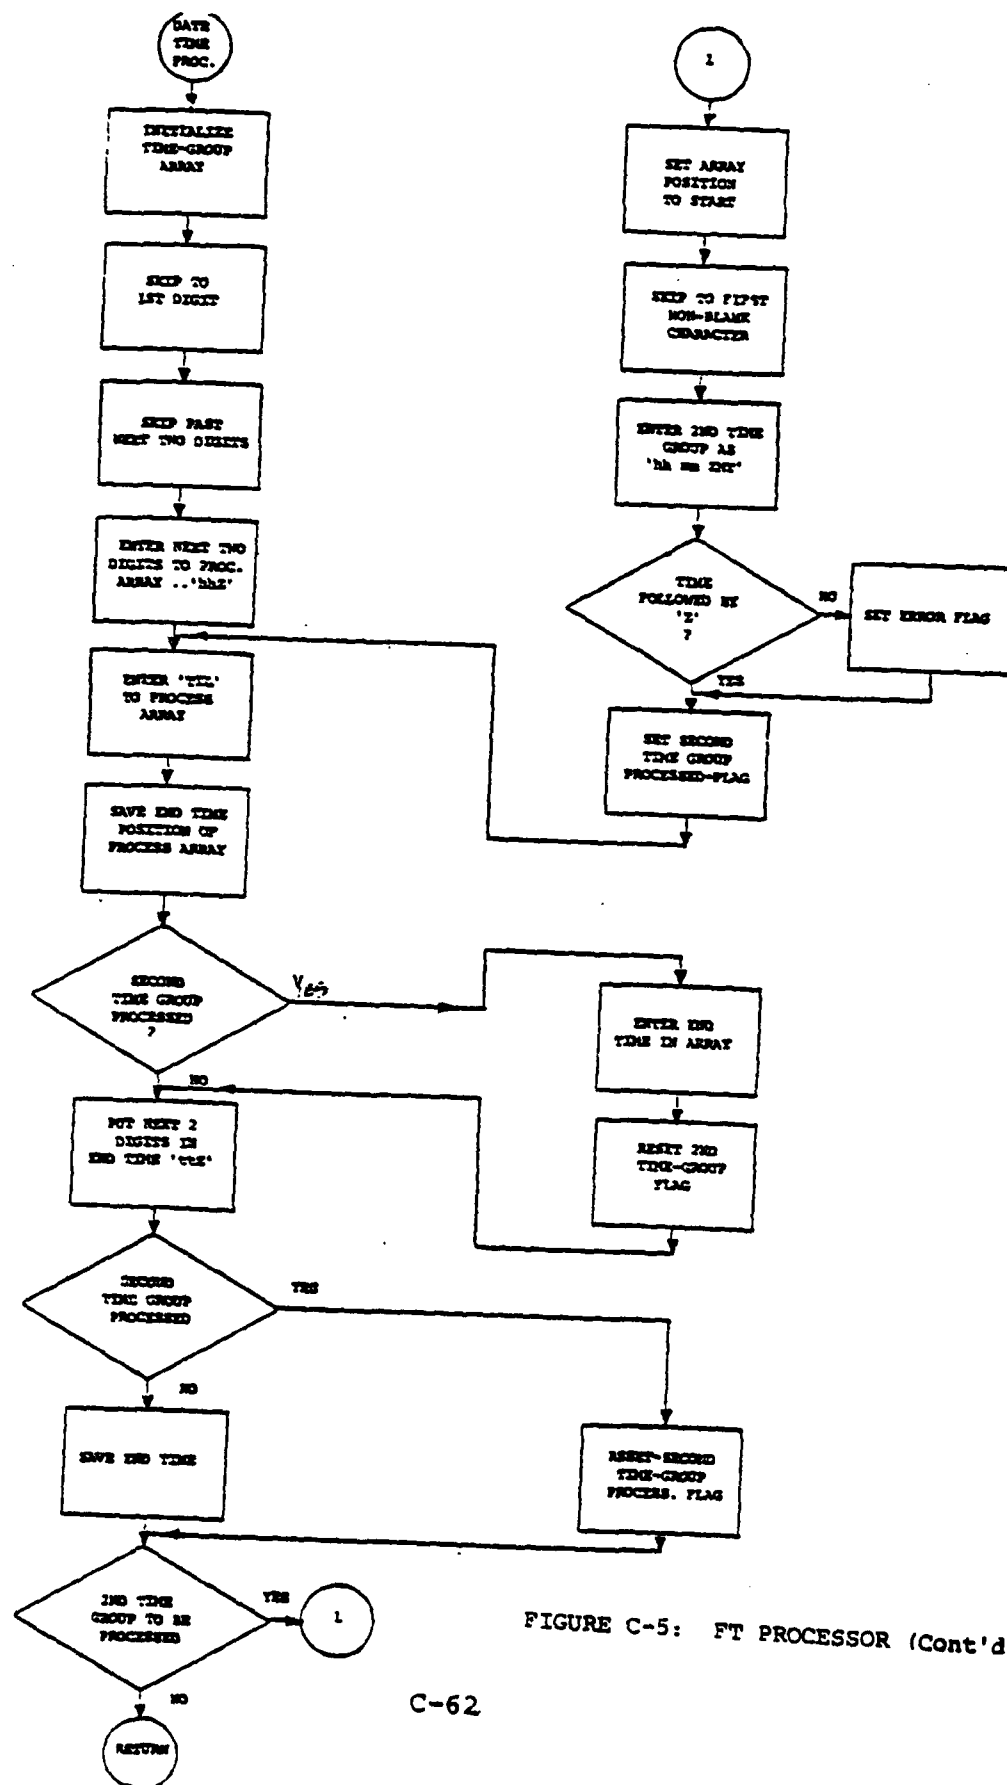 DATE
TIME
PROC.
INITIALIZE
TIME-GROUP
ARRAY
SKIP TO
1ST DIGIT
SKIP PAST
NEXT TWO DIGITS
ENTER NEXT TWO
DIGITS TO PROC.
ARRAY ..'hhZ'
ENTER 'TIL'
TO PROCESS
ARRAY
SAVE END TIME
POSITION OF
PROCESS ARRAY
SECOND
TIME GROUP
PROCESSED
?
Yes
NO
PUT NEXT 2
DIGITS IN
END TIME 'ttZ'
SECOND
TIME GROUP
PROCESSED
YES
NO
SAVE END TIME
2ND TIME
GROUP TO BE
PROCESSED
YES
1
NO
RETURN
1
SET ARRAY
POSITION
TO START
SKIP TO FIRST
NON-BLANK
CHARACTER
ENTER 2ND TIME
GROUP AS
TIME
FOLLOWED BY
'Z'
?
NO
SET ERROR FLAG
YES
SET SECOND
TIME GROUP
PROCESSED-FLAG
ENTER END
TIME IN ARRAY
RESET 2ND
TIME-GROUP
FLAG
RESET-SECOND
TIME-GROUP
PROCESS. FLAG
FIGURE C-5: FT PROCESSOR (Cont'd
C-62